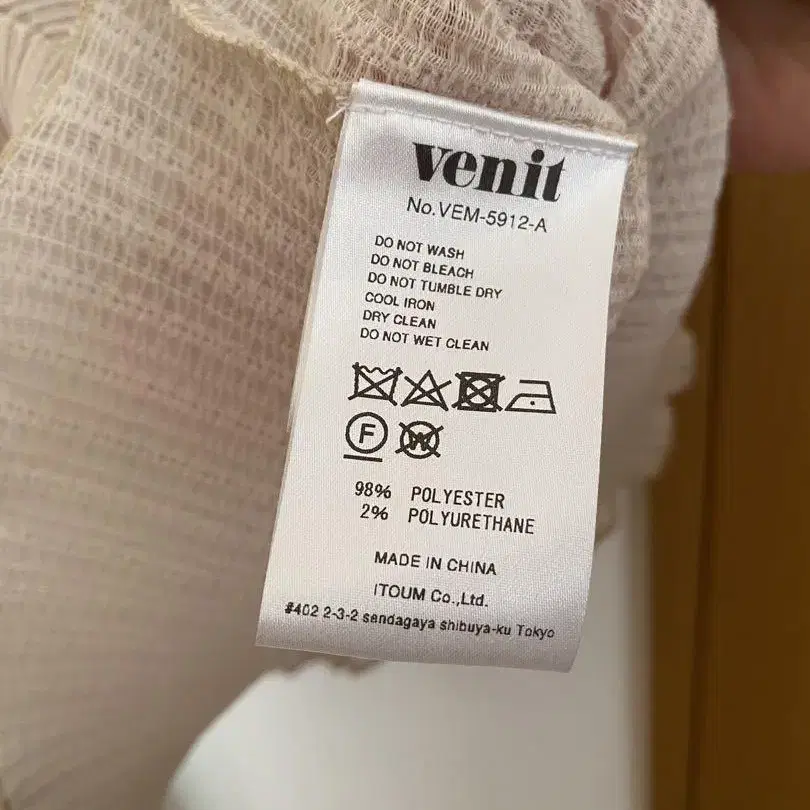 venit
No.VEM-5912-A
DO NOT WASH
DO NOT BLEACH
DO NOT TUMBLE DRY
COOL IRON
DRY CLEAN
DO NOT WET CLEAN
F W
98% POLYESTER
2% POLYURETHANE
MADE IN CHINA
ITOUM Co.,Ltd.
#402 2-3-2 sendagaya shibuya-ku Tokyo